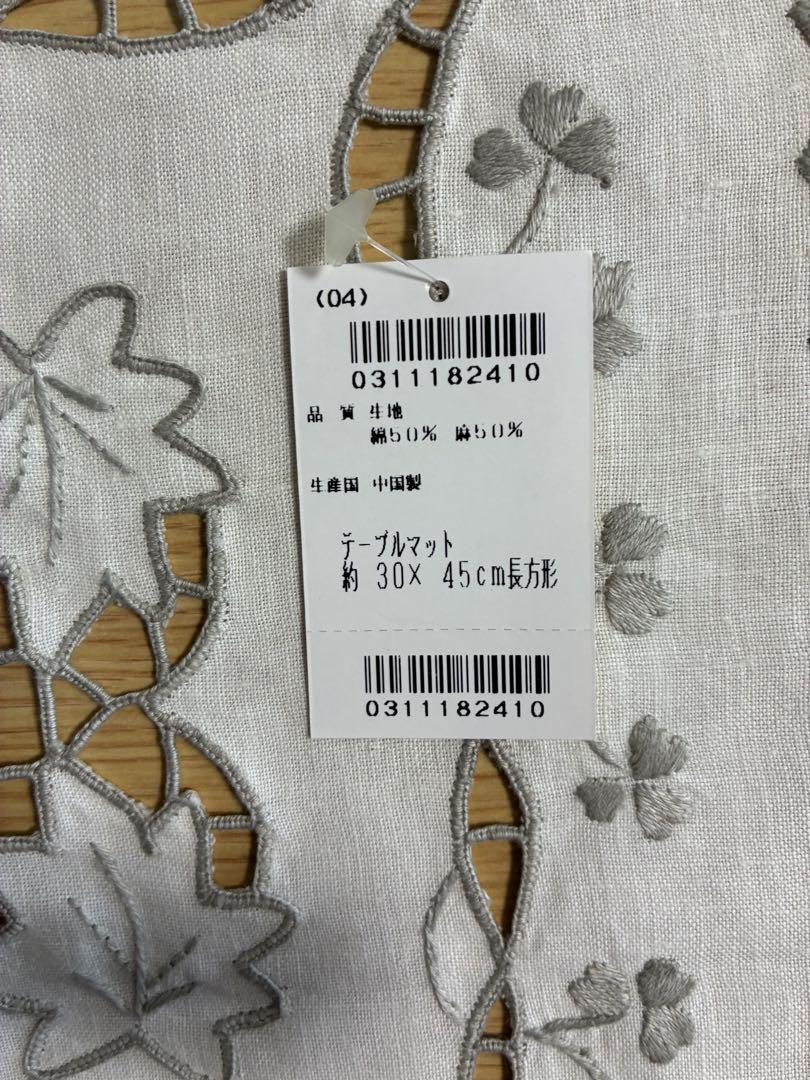 (04)
0311182410
品 質 生地
綿50% 麻50%
生産国 中国製
テーブルマット
約 30× 45cm長方形
0311182410